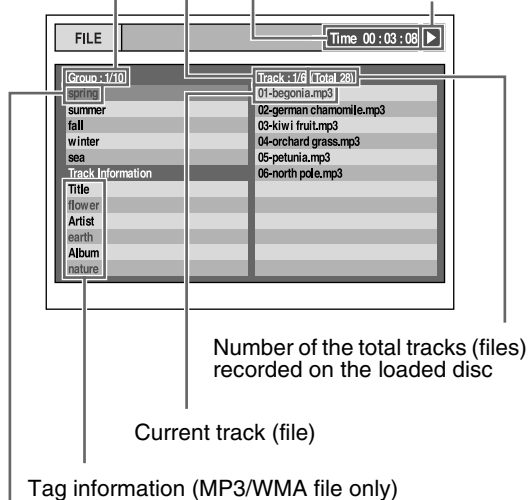 FILE
Time 00:03:08
Group : 1/10
Track : 1/6 (Total 28)
spring
01-begonia.mp3
summer
02-german chamomile.mp3
fall
03-kiwi fruit.mp3
winter
04-orchard grass.mp3
sea
05-petunia.mp3
Track Information
06-north pole.mp3
Title
flower
Artist
earth
Album
nature
Number of the total tracks (files)
recorded on the loaded disc
Current track (file)
Tag information (MP3/WMA file only)